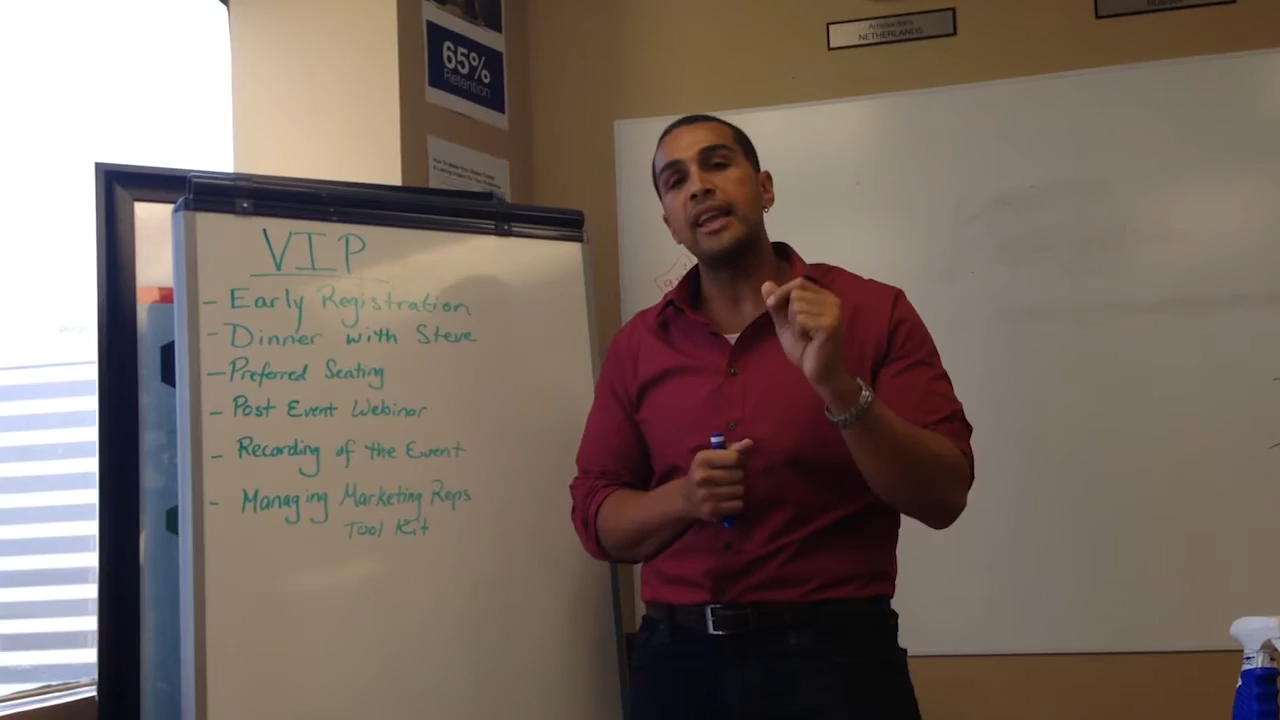 Amsterdam
NETHERLANDS
65%
Retention
VIP
- Early Registration
- Dinner with Steve
- Preferred Seating
- Post Event Webinar
- Recording of the Event
- Managing Marketing Reps
Tool Kit